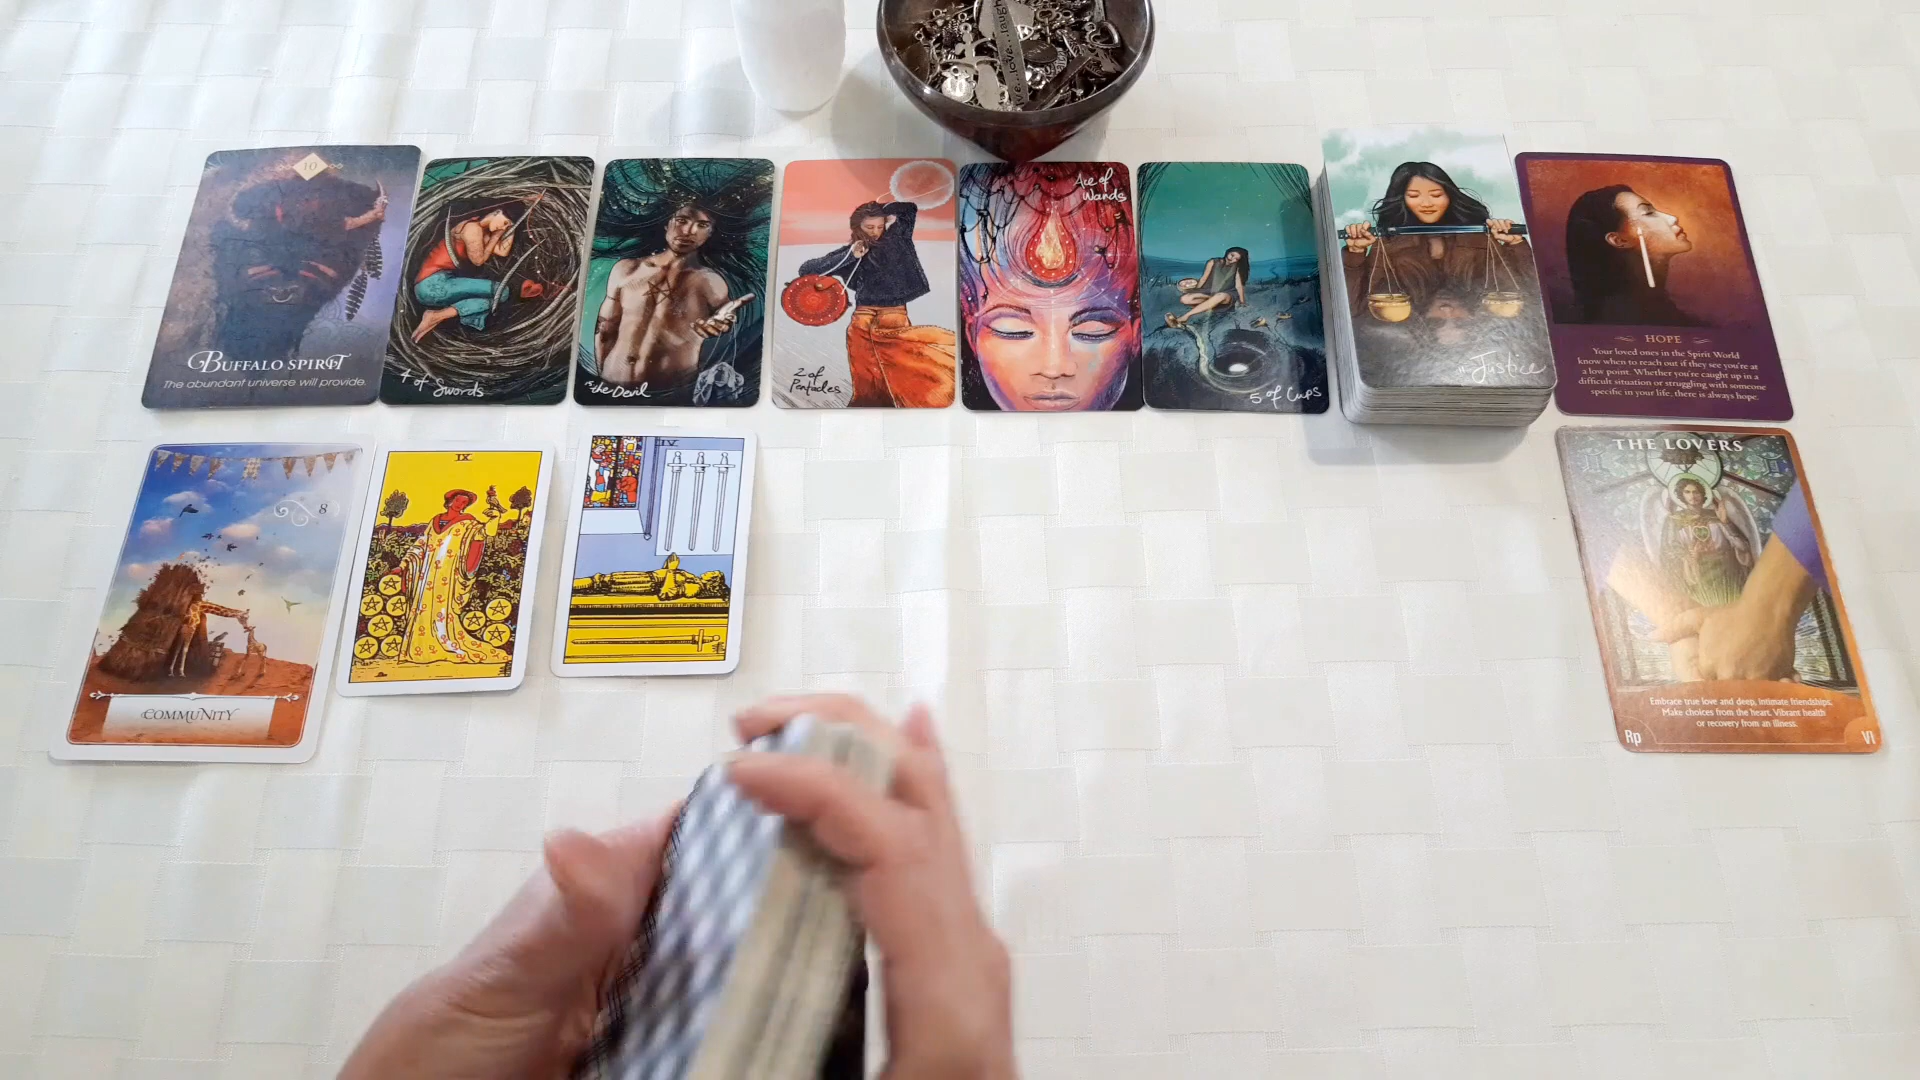 10
BUFFALO SPIRIT
The abundant universe will provide.
4 of Swords
15 the Devil
2 of
Pentacles
Ace of
Wands
5 of Cups
11 Justice
HOPE
Your loved ones in the Spirit World
know when to reach out if they see you're at
a low point. Whether you're caught up in a
difficult situation or struggling with someone
specific in your life, there is always hope.
love...laugh
8
COMMUNITY
IX
IV
THE LOVERS
Embrace true love and deep, intimate friendships.
Make choices from the heart. Vibrant health
or recovery from an illness.
Rp
VI